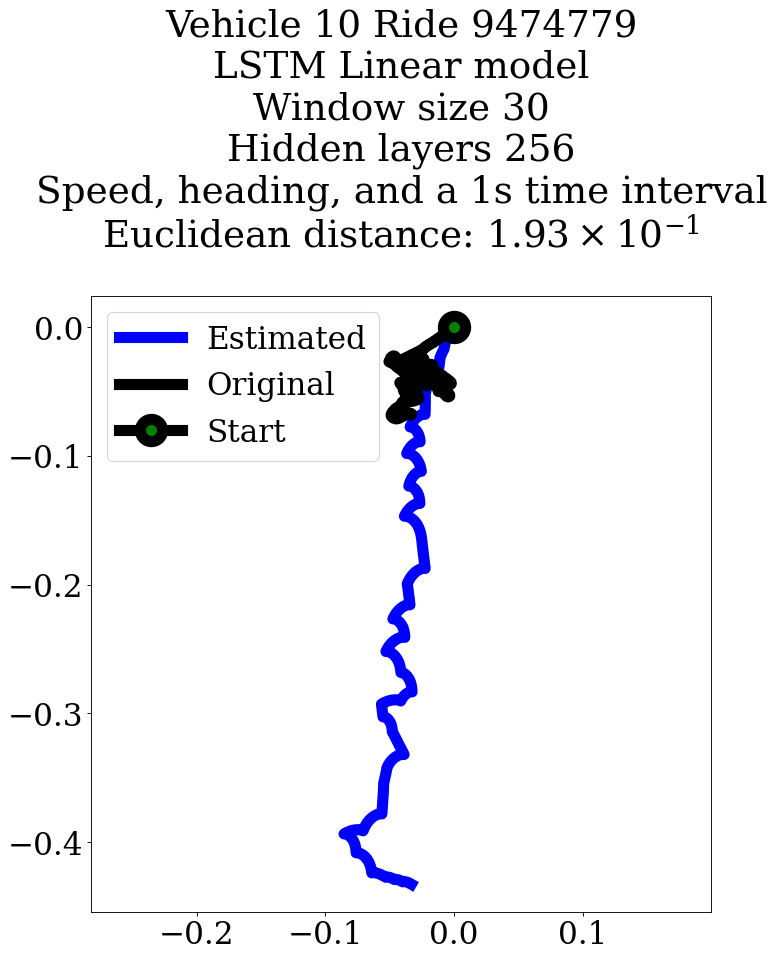 Vehicle 10 Ride 9474779
LSTM Linear model
Window size 30
Hidden layers 256
Speed, heading, and a 1s time interval
Euclidean distance: 1.93 × 10⁻¹
Estimated
Original
Start
0.0
−0.1
−0.2
−0.3
−0.4
−0.2
−0.1
0.0
0.1